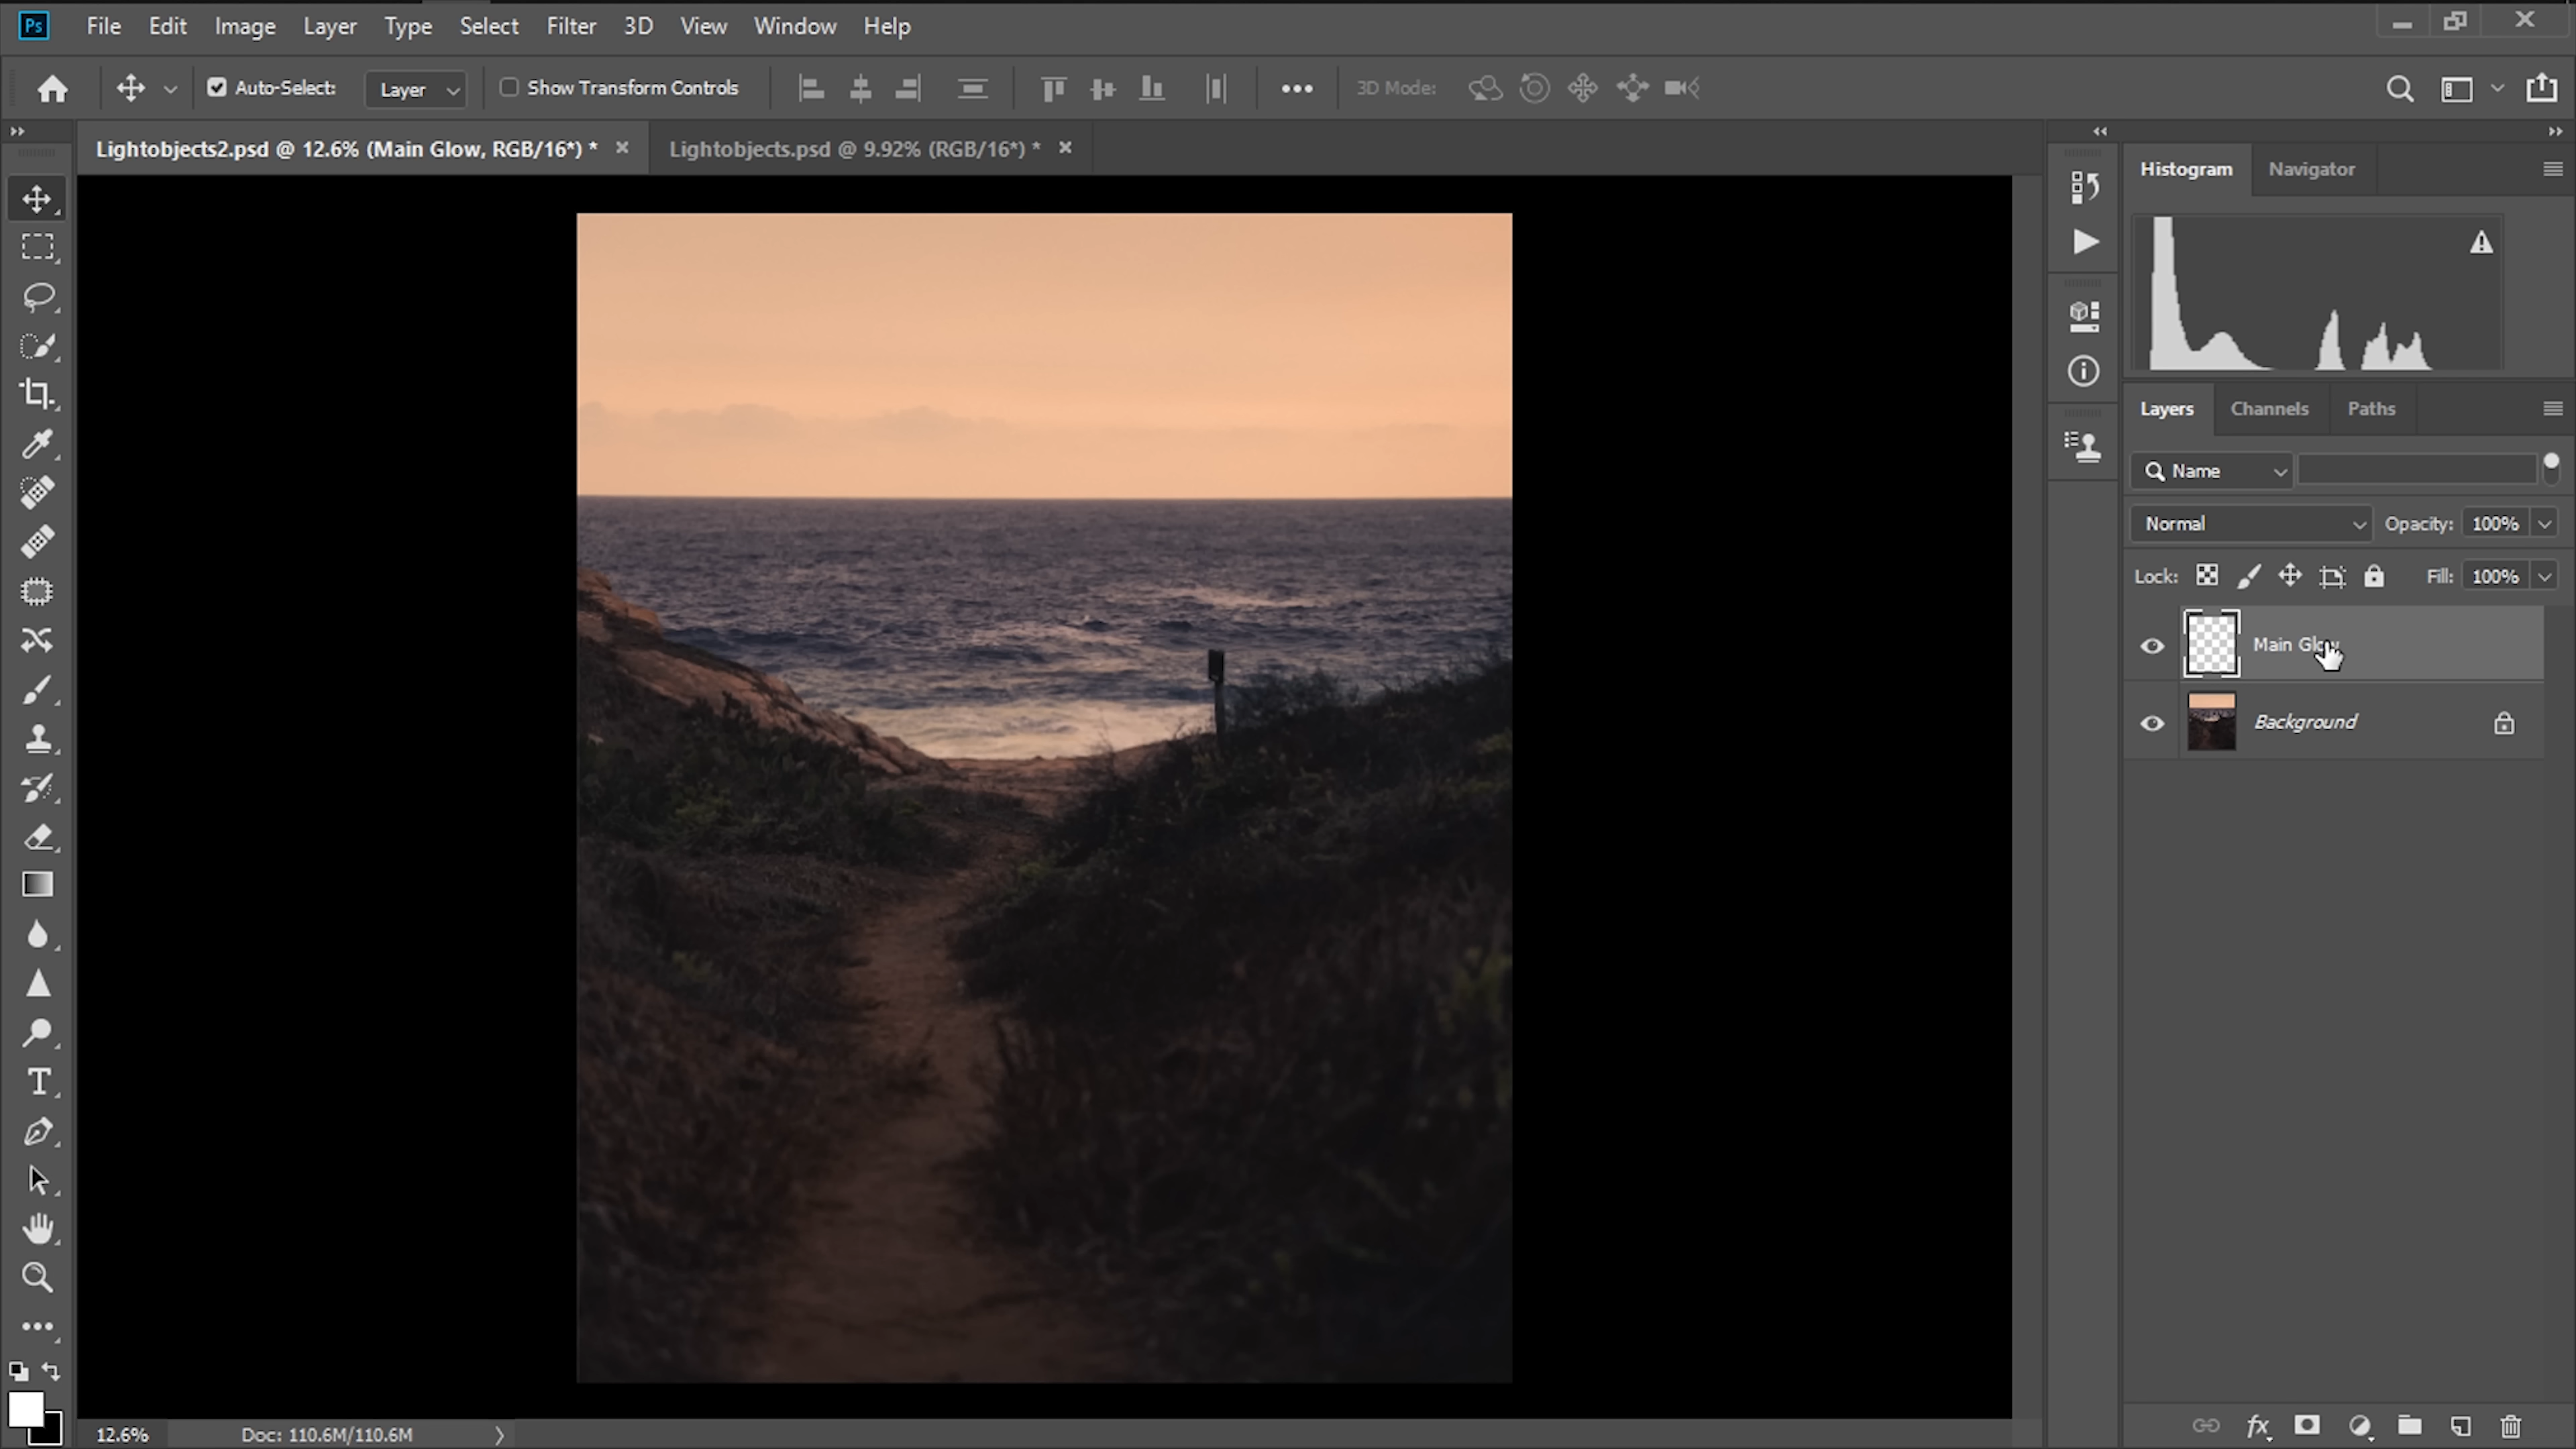 Ps File Edit Image Layer Type Select Filter 3D View Window Help
Auto-Select: Layer Show Transform Controls 3D Mode:
Lightobjects2.psd @ 12.6% (Main Glow, RGB/16*) * Lightobjects.psd @ 9.92% (RGB/16*) *
Histogram Navigator
Layers Channels Paths
Name
Normal Opacity: 100%
Lock: Fill: 100%
Main Glow
Background
12.6% Doc: 110.6M/110.6M